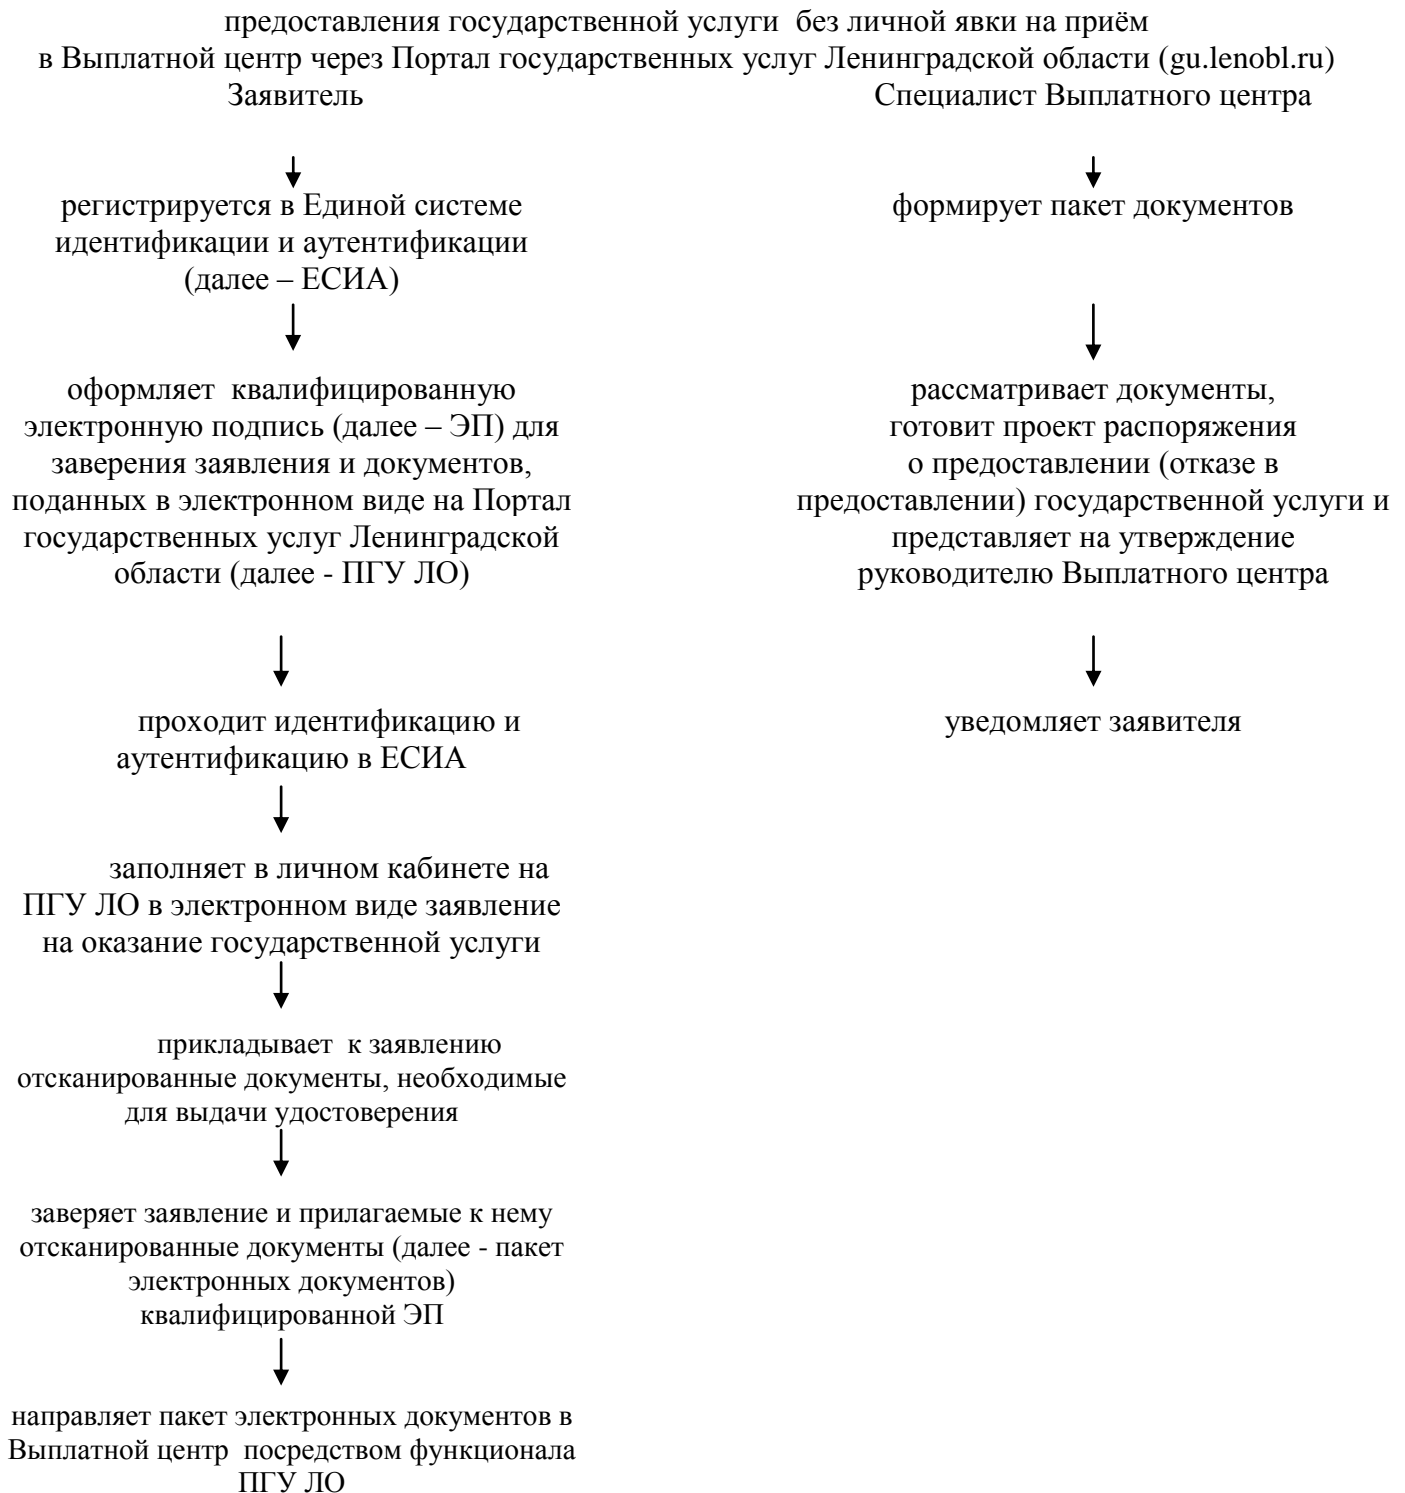 предоставления государственной услуги без личной явки на приём
в Выплатной центр через Портал государственных услуг Ленинградской области (gu.lenobl.ru)
Заявитель
регистрируется в Единой системе
идентификации и аутентификации
(далее – ЕСИА)
оформляет квалифицированную
электронную подпись (далее – ЭП) для
заверения заявления и документов,
поданных в электронном виде на Портал
государственных услуг Ленинградской
области (далее - ПГУ ЛО)
проходит идентификацию и
аутентификацию в ЕСИА
заполняет в личном кабинете на
ПГУ ЛО в электронном виде заявление
на оказание государственной услуги
прикладывает к заявлению
отсканированные документы, необходимые
для выдачи удостоверения
заверяет заявление и прилагаемые к нему
отсканированные документы (далее - пакет
электронных документов)
квалифицированной ЭП
направляет пакет электронных документов в
Выплатной центр посредством функционала
ПГУ ЛО
Специалист Выплатного центра
формирует пакет документов
рассматривает документы,
готовит проект распоряжения
о предоставлении (отказе в
предоставлении) государственной услуги и
представляет на утверждение
руководителю Выплатного центра
уведомляет заявителя